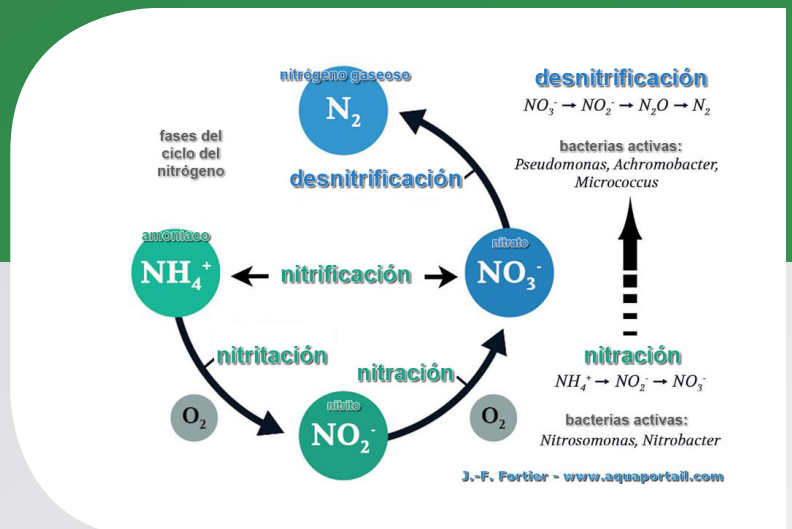 nitrógeno gaseoso
N₂
fases del
ciclo del
nitrógeno
desnitrificación
amoníaco
NH₄⁺
nitrificación
nitrato
NO₃⁻
nitritación
nitración
O₂
O₂
nitrito
NO₂⁻
desnitrificación
NO₃⁻ → NO₂⁻ → N₂O → N₂
bacterias activas:
Pseudomonas, Achromobacter,
Micrococcus
nitración
NH₄⁺ → NO₂⁻ → NO₃⁻
bacterias activas:
Nitrosomonas, Nitrobacter
J.-F. Fortier - www.aquaportail.com